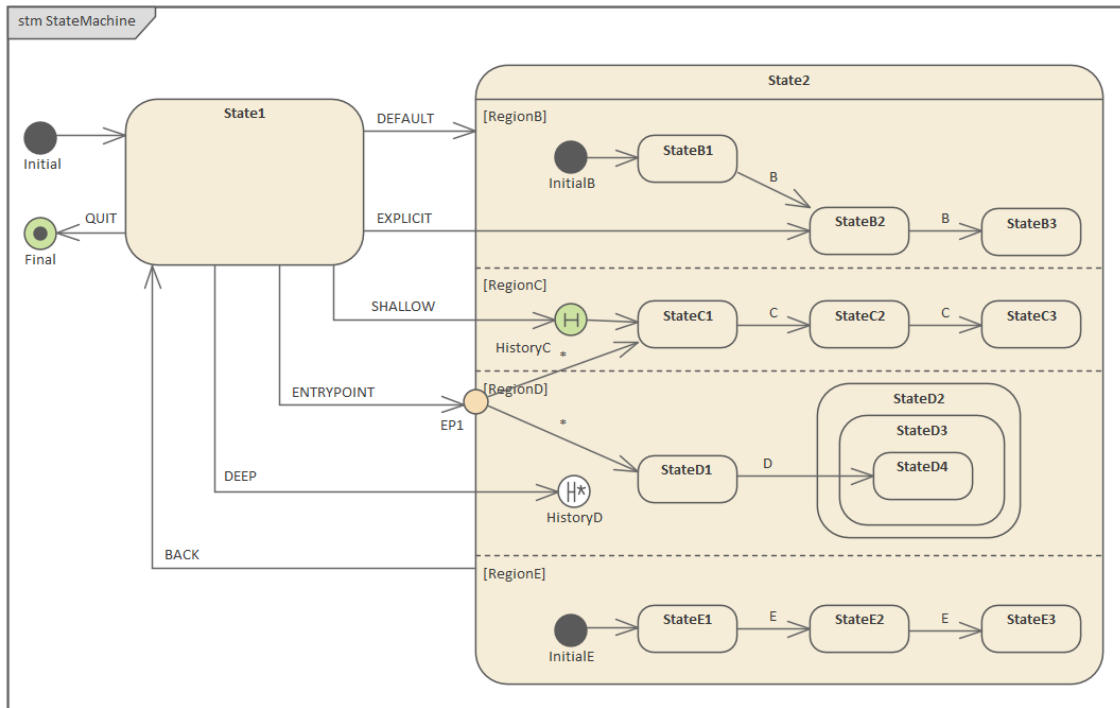 stm StateMachine
State2
State1
DEFAULT
[RegionB]
StateB1
Initial
InitialB
B
QUIT
EXPLICIT
StateB2
B
StateB3
Final
[RegionC]
SHALLOW
StateC1
C
StateC2
C
StateC3
HistoryC
*
ENTRYPOINT
[RegionD]
StateD2
EP1
*
StateD3
StateD1
D
StateD4
DEEP
H*
HistoryD
BACK
[RegionE]
StateE1
E
StateE2
E
StateE3
InitialE
H